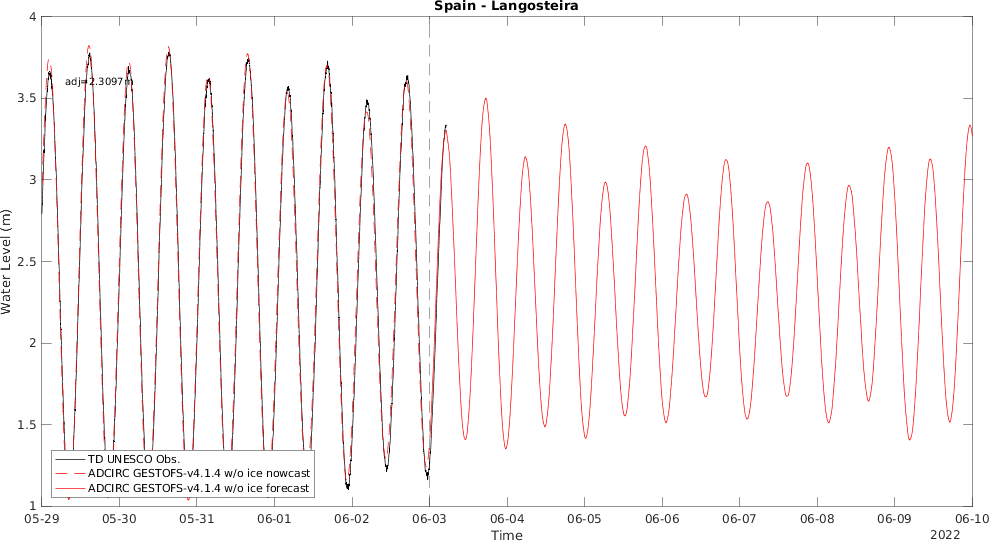 Spain - Langosteira
4
adj=2.3097m
3.5
3
2.5
2
1.5
1
Water Level (m)
TD UNESCO Obs.
ADCIRC GESTOFS-v4.1.4 w/o ice nowcast
ADCIRC GESTOFS-v4.1.4 w/o ice forecast
05-29 05-30 05-31 06-01 06-02 06-03 06-04 06-05 06-06 06-07 06-08 06-09 06-10
Time
2022